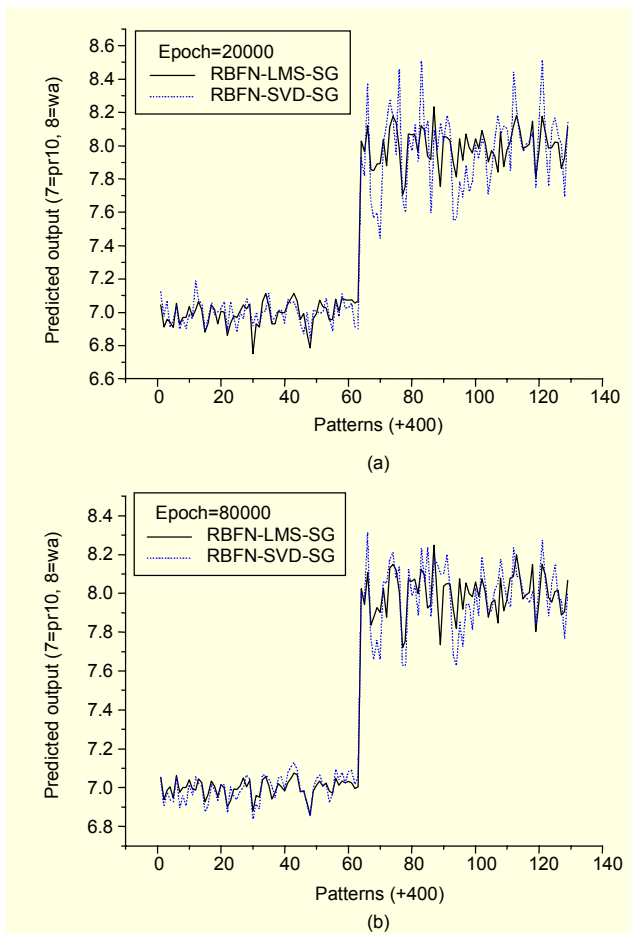 Predicted output (7=pr10, 8=wa)
8.6
8.4
8.2
8.0
7.8
7.6
7.4
7.2
7.0
6.8
6.6
Epoch=20000
RBFN-LMS-SG
RBFN-SVD-SG
0 20 40 60 80 100 120 140
Patterns (+400)
(a)
Predicted output (7=pr10, 8=wa)
8.4
8.2
8.0
7.8
7.6
7.4
7.2
7.0
6.8
Epoch=80000
RBFN-LMS-SG
RBFN-SVD-SG
0 20 40 60 80 100 120 140
Patterns (+400)
(b)